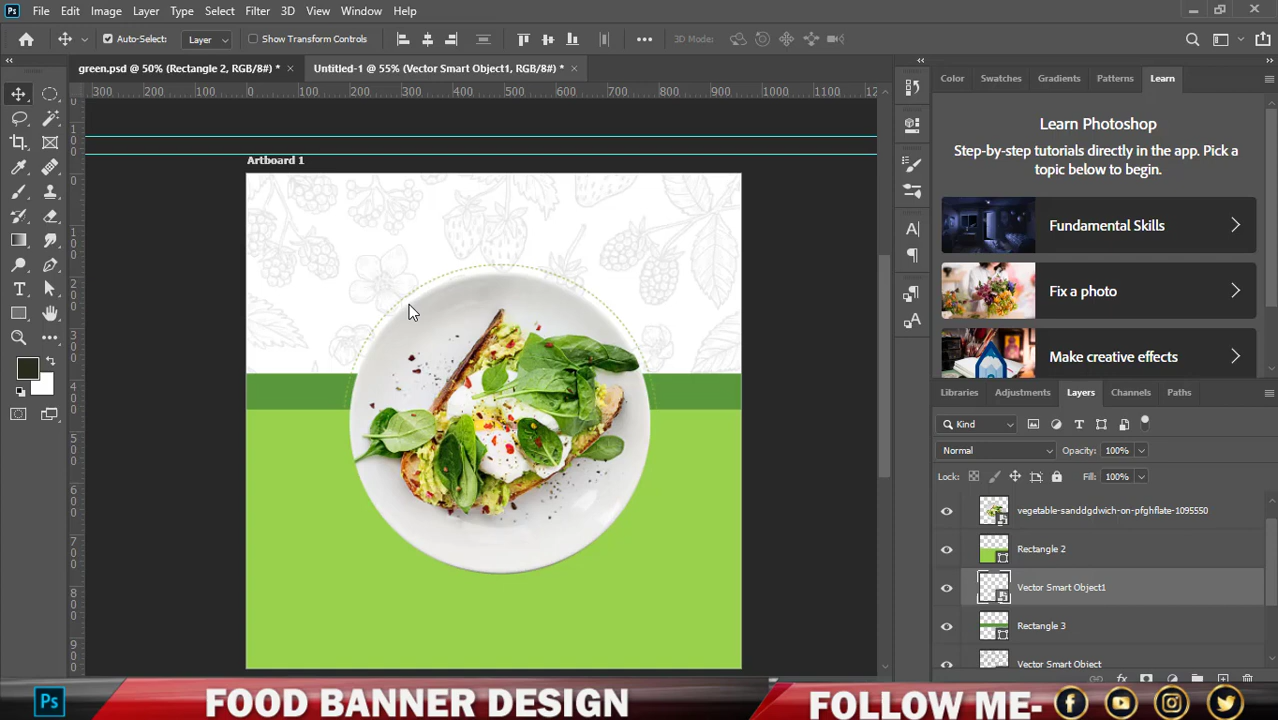 Ps File Edit Image Layer Type Select Filter 3D View Window Help
Auto-Select: Layer Show Transform Controls 3D Mode:
green.psd @ 50% (Rectangle 2, RGB/8#) * × Untitled-1 @ 55% (Vector Smart Object1, RGB/8#) * ×
Color Swatches Gradients Patterns Learn
300 200 100 0 100 200 300 400 500 600 700 800 900 1000 1100
Artboard 1
Learn Photoshop
Step-by-step tutorials directly in the app. Pick a
topic below to begin.
Fundamental Skills
Fix a photo
Make creative effects
Libraries Adjustments Layers Channels Paths
Kind
Normal Opacity: 100%
Lock: Fill: 100%
vegetable-sanddgdwich-on-pfghflate-1095550
Rectangle 2
Vector Smart Object1
Rectangle 3
Vector Smart Object
Ps FOOD BANNER DESIGN FOLLOW ME-